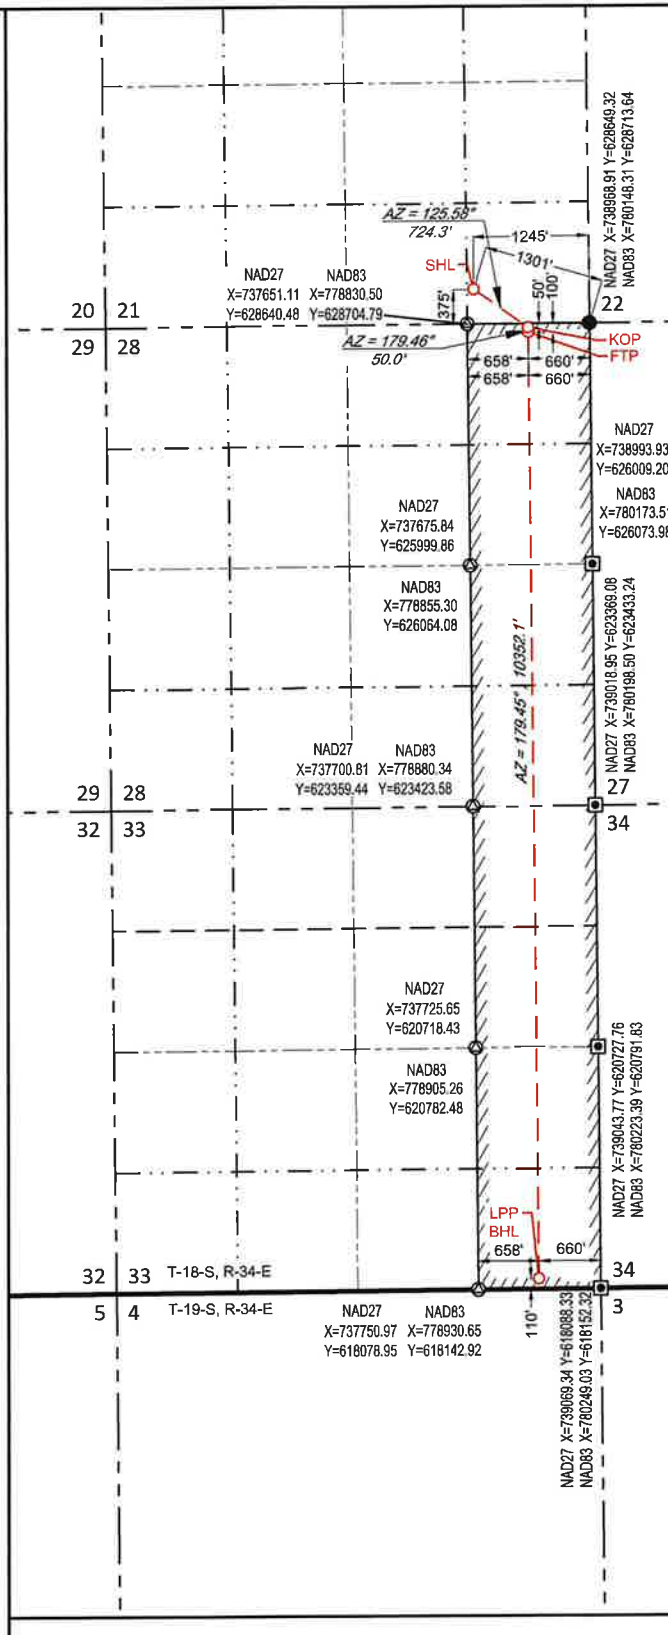 NAD27 X=738968.91 Y=628649.32
NAD83 X=780148.31 Y=628713.64
AZ = 125.58°
724.3'
1245'
1301'
SHL
375'
50'
100'
NAD27 NAD83
X=737651.11 X=778830.50
Y=628640.48 Y=628704.79
20 21
22
29 28
AZ = 179.46°
50.0'
KOP
FTP
658' 660'
658' 660'
NAD27
X=738993.93
Y=626009.20
NAD83
X=780173.51
Y=626073.98
NAD27
X=737675.84
Y=625999.86
NAD83
X=778855.30
Y=626064.08
AZ = 179.45° 10352.1'
NAD27 X=739018.95 Y=623369.08
NAD83 X=780198.50 Y=623433.24
NAD27 NAD83
X=737700.81 X=778880.34
Y=623359.44 Y=623423.58
29 28
27
32 33
34
NAD27
X=737725.65
Y=620718.43
NAD83
X=778905.26
Y=620782.48
NAD27 X=739043.77 Y=620727.76
NAD83 X=780223.39 Y=620791.83
LPP
BHL
658' 660'
32 33 T-18-S, R-34-E
34
5 4 T-19-S, R-34-E
3
110'
NAD27 NAD83
X=737750.97 X=778930.65
Y=618078.95 Y=618142.92
NAD27 X=739069.34 Y=618088.33
NAD83 X=780249.03 Y=618152.32